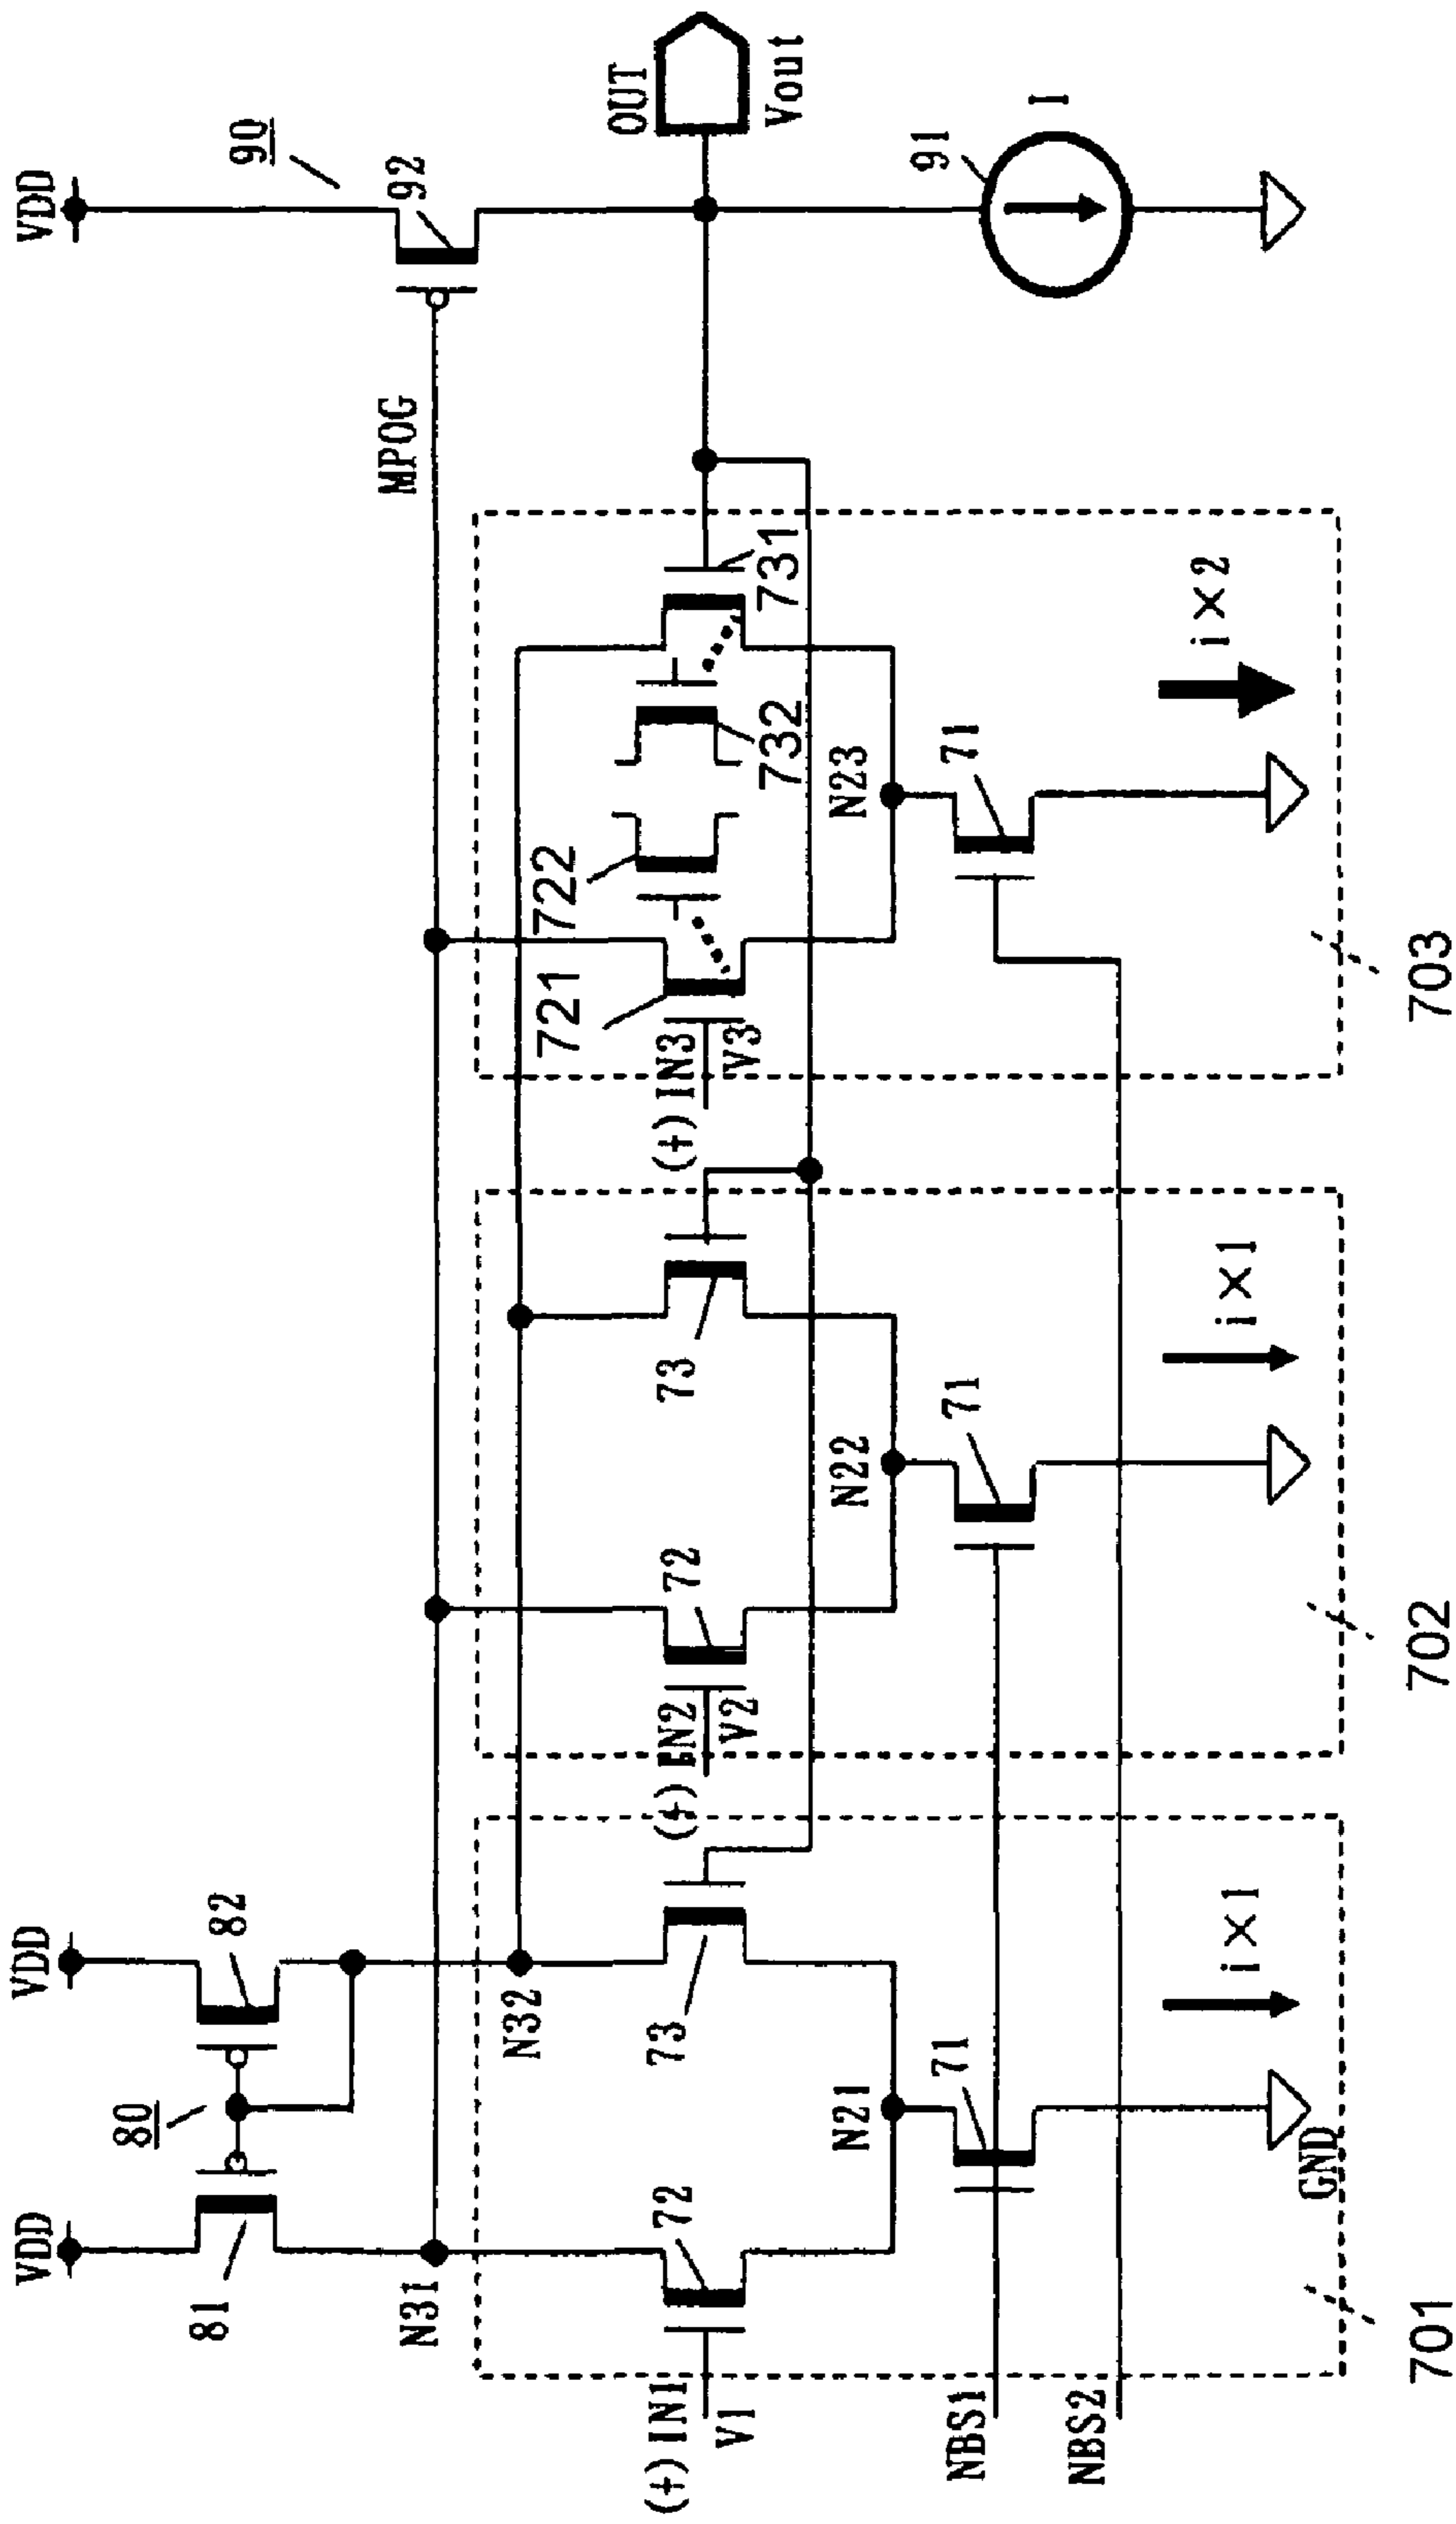 VDD
VDD
VDD
80
81
82
90
92
N31
N32
MPOG
OUT
Vout
(+)IN1
V1
72
73
(+)IN2
V2
72
73
(+)IN3
V3
721
722
732
731
N21
N22
N23
71
71
71
91
I
NBS1
NBS2
GND
i×1
i×1
i×2
701
702
703